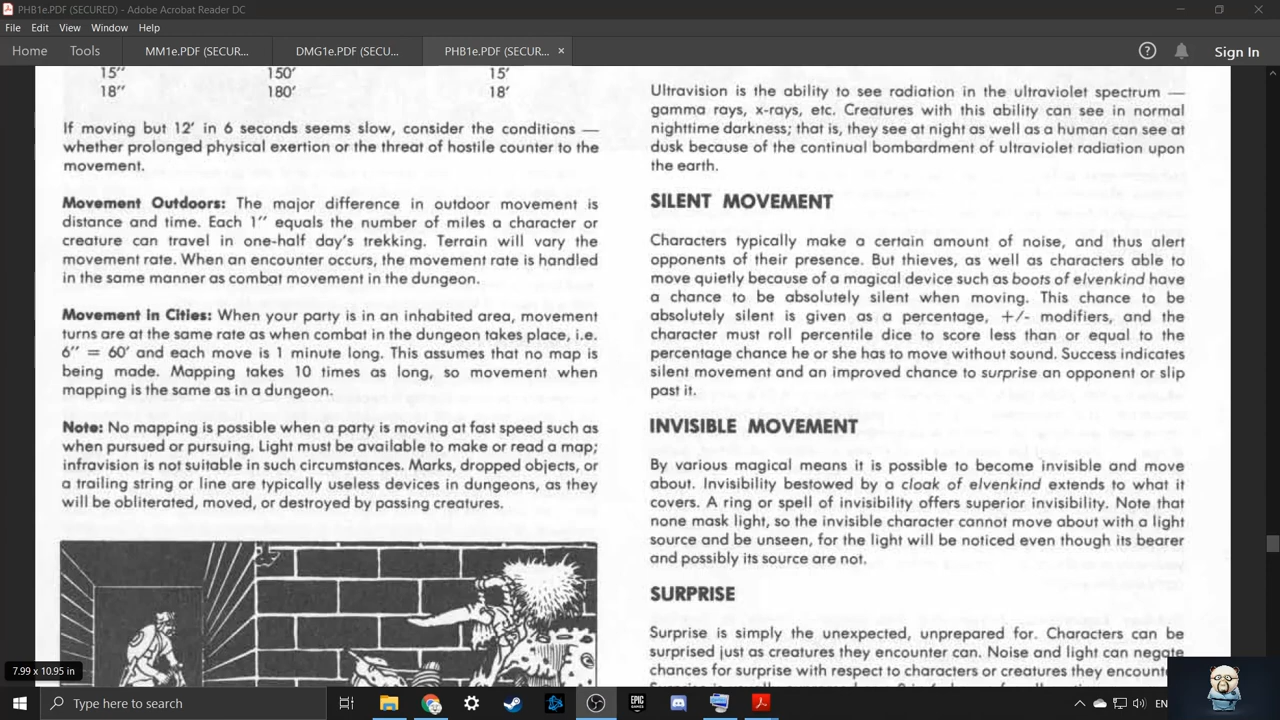 PHB1e.PDF (SECURED) - Adobe Acrobat Reader DC
File Edit View Window Help
Home Tools MM1e.PDF (SECUR... DMG1e.PDF (SECU... PHB1e.PDF (SECUR... × ? Sign In
15'' 150' 15'
18'' 180' 18'
If moving but 12' in 6 seconds seems slow, consider the conditions —
whether prolonged physical exertion or the threat of hostile counter to the
movement.
Movement Outdoors: The major difference in outdoor movement is
distance and time. Each 1'' equals the number of miles a character or
creature can travel in one-half day's trekking. Terrain will vary the
movement rate. When an encounter occurs, the movement rate is handled
in the same manner as combat movement in the dungeon.
Movement in Cities: When your party is in an inhabited area, movement
turns are at the same rate as when combat in the dungeon takes place, i.e.
6'' = 60' and each move is 1 minute long. This assumes that no map is
being made. Mapping takes 10 times as long, so movement when
mapping is the same as in a dungeon.
Note: No mapping is possible when a party is moving at fast speed such as
when pursued or pursuing. Light must be available to make or read a map;
infravision is not suitable in such circumstances. Marks, dropped objects, or
a trailing string or line are typically useless devices in dungeons, as they
will be obliterated, moved, or destroyed by passing creatures.
Ultravision is the ability to see radiation in the ultraviolet spectrum —
gamma rays, x-rays, etc. Creatures with this ability can see in normal
nighttime darkness; that is, they see at night as well as a human can see at
dusk because of the continual bombardment of ultraviolet radiation upon
the earth.
SILENT MOVEMENT
Characters typically make a certain amount of noise, and thus alert
opponents of their presence. But thieves, as well as characters able to
move quietly because of a magical device such as boots of elvenkind have
a chance to be absolutely silent when moving. This chance to be
absolutely silent is given as a percentage, +/- modifiers, and the
character must roll percentile dice to score less than or equal to the
percentage chance he or she has to move without sound. Success indicates
silent movement and an improved chance to surprise an opponent or slip
past it.
INVISIBLE MOVEMENT
By various magical means it is possible to become invisible and move
about. Invisibility bestowed by a cloak of elvenkind extends to what it
covers. A ring or spell of invisibility offers superior invisibility. Note that
none mask light, so the invisible character cannot move about with a light
source and be unseen, for the light will be noticed even though its bearer
and possibly its source are not.
SURPRISE
Surprise is simply the unexpected, unprepared for. Characters can be
surprised just as creatures they encounter can. Noise and light can negate
chances for surprise with respect to characters or creatures they encounte
7.99 x 10.95 in
Type here to search
EPIC GAMES
EN